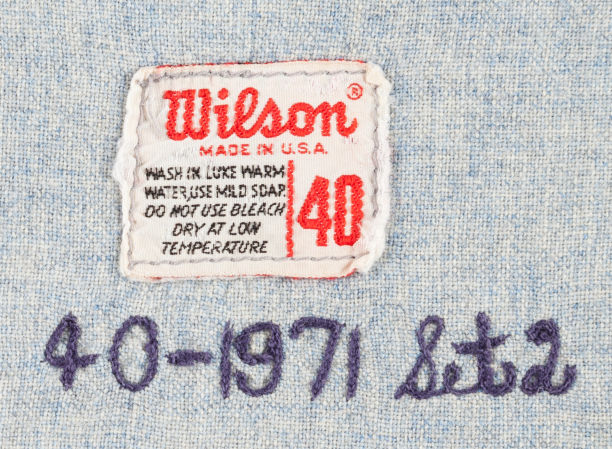 Wilson®
MADE IN U.S.A.
WASH IN LUKE WARM
WATER, USE MILD SOAP.
DO NOT USE BLEACH
DRY AT LOW
TEMPERATURE
40
40-1971 Set 2